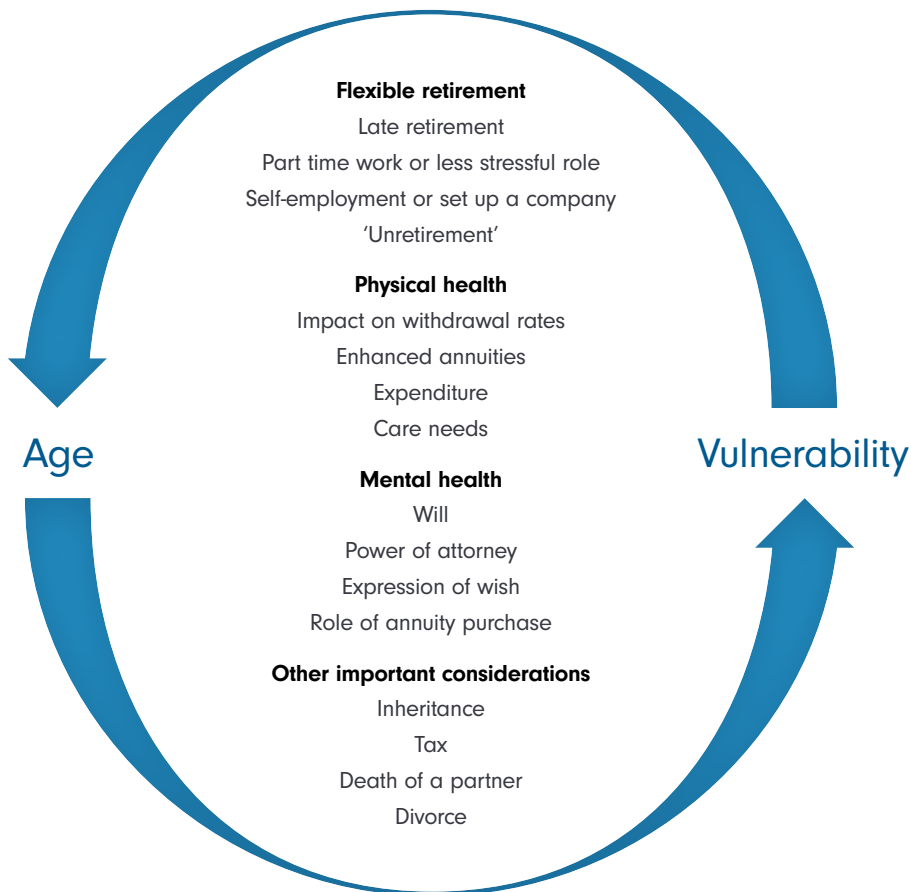 Flexible retirement
Late retirement
Part time work or less stressful role
Self-employment or set up a company
‘Unretirement’
Physical health
Impact on withdrawal rates
Enhanced annuities
Expenditure
Care needs
Age
Vulnerability
Mental health
Will
Power of attorney
Expression of wish
Role of annuity purchase
Other important considerations
Inheritance
Tax
Death of a partner
Divorce